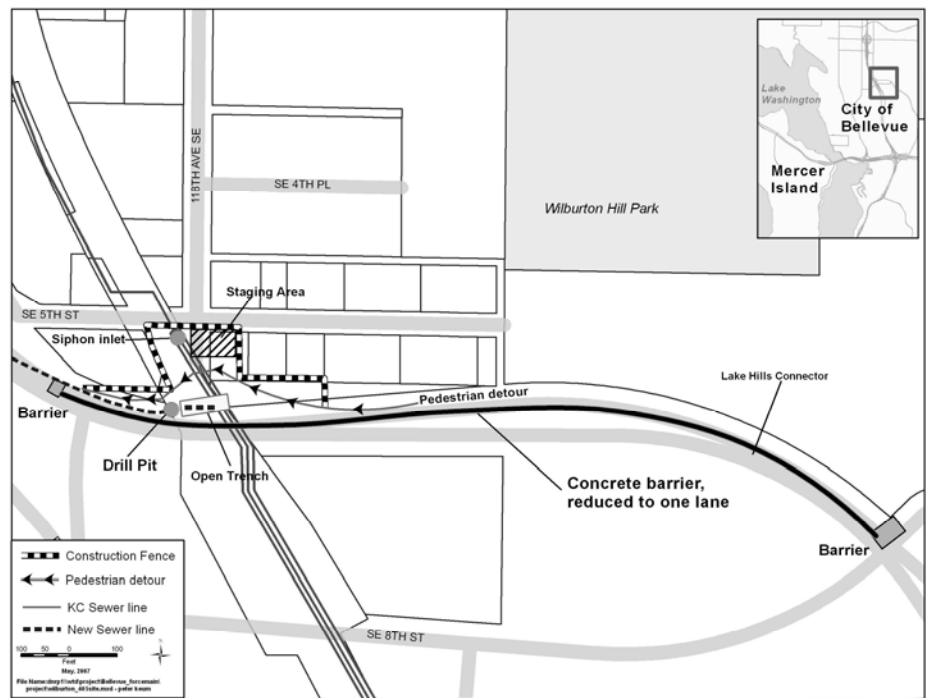 Lake
Washington
City of
Bellevue
Mercer
Island
118TH AVE SE
SE 4TH PL
Wilburton Hill Park
Staging Area
SE 5TH ST
Siphon inlet
Lake Hills Connector
Pedestrian detour
Barrier
Drill Pit
Open Trench
Concrete barrier,
reduced to one lane
Barrier
Construction Fence
Pedestrian detour
KC Sewer line
New Sewer line
100 50 0 100
Feet
May, 2007
SE 8TH ST